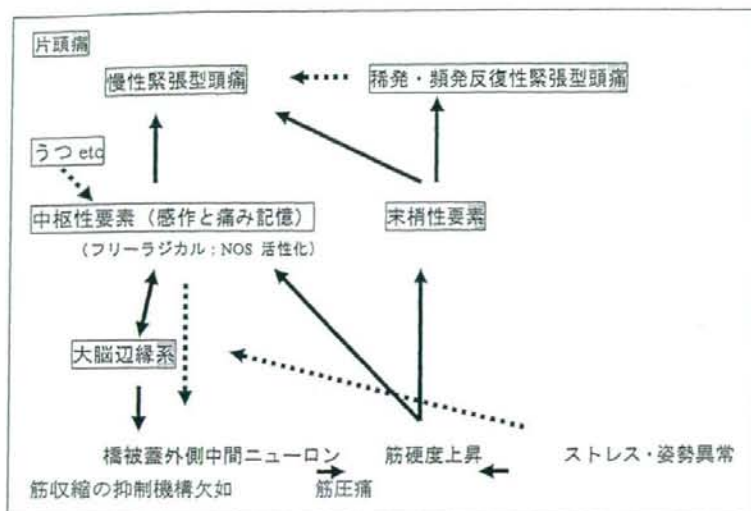 片頭痛
慢性緊張型頭痛
稀発・頻発反復性緊張型頭痛
うつ etc
中枢性要素（感作と痛み記憶）
末梢性要素
（フリーラジカル；NOS 活性化）
大脳辺縁系
橋被蓋外側中間ニューロン
筋硬度上昇
ストレス・姿勢異常
筋収縮の抑制機構欠如
筋圧痛